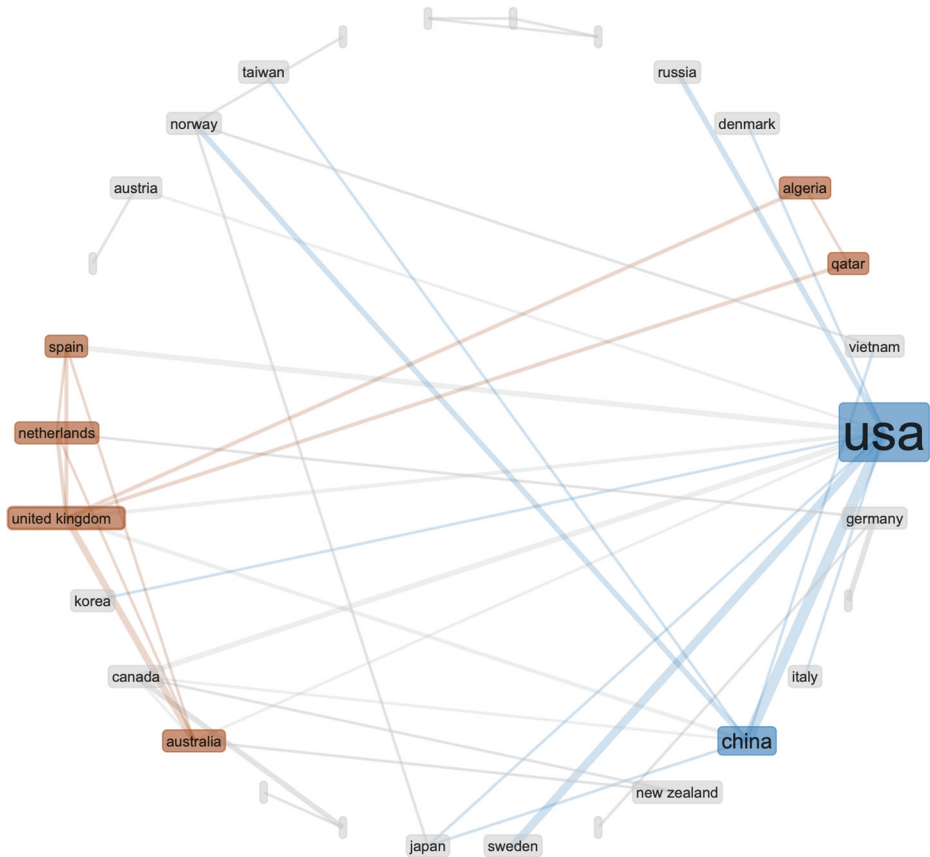 taiwan
russia
norway
denmark
austria
algeria
qatar
spain
vietnam
netherlands
usa
united kingdom
germany
korea
canada
italy
australia
china
new zealand
japan
sweden